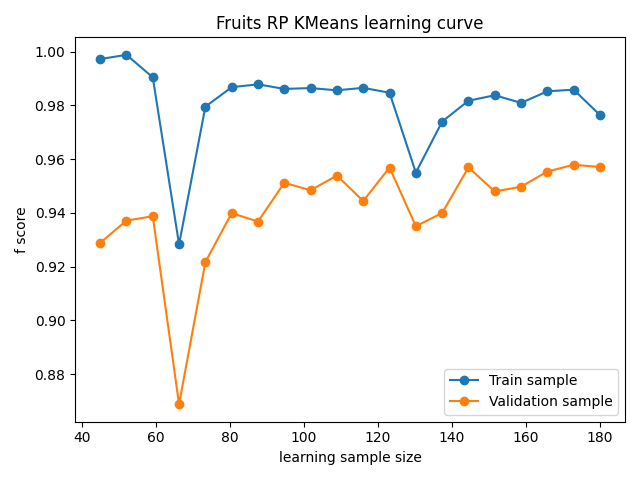 Fruits RP KMeans learning curve
1.00
0.98
0.96
0.94
0.92
0.90
0.88
f score
40 60 80 100 120 140 160 180
learning sample size
Train sample
Validation sample